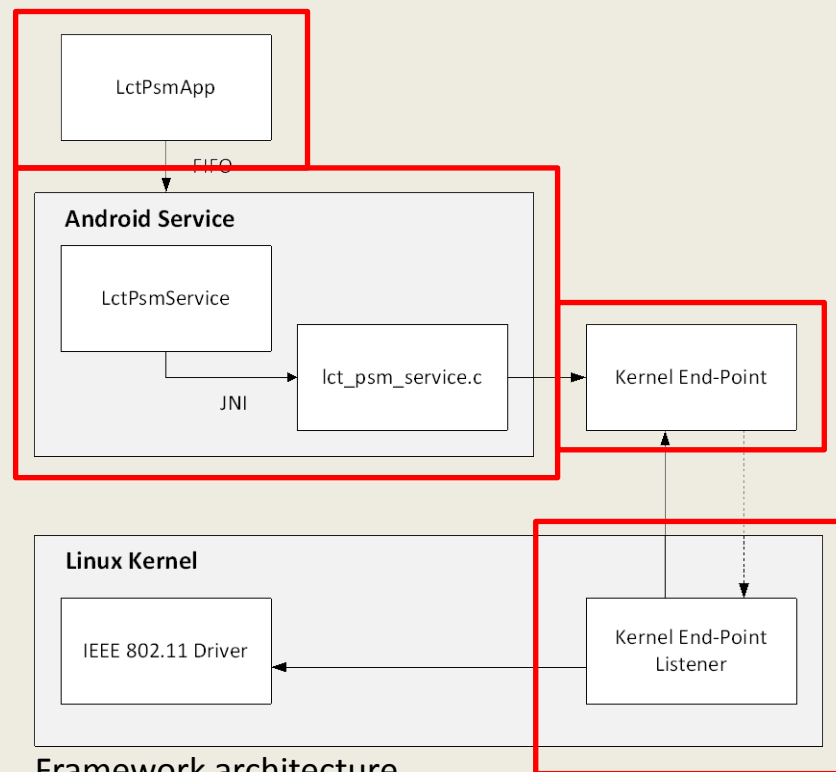 LctPsmApp
FIFO
Android Service
LctPsmService
lct_psm_service.c
Kernel End-Point
JNI
Linux Kernel
IEEE 802.11 Driver
Kernel End-Point
Listener
Framework architecture